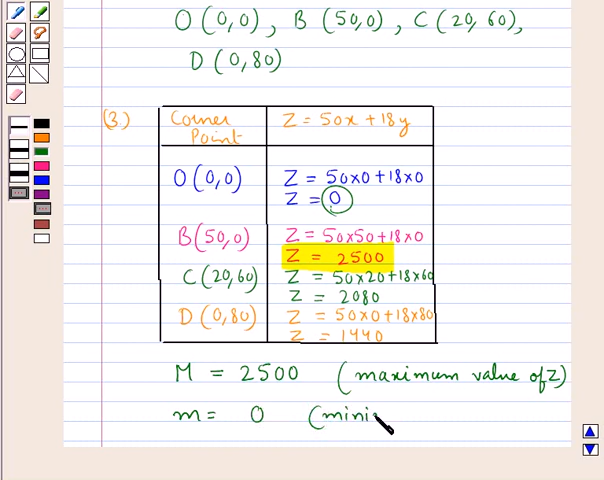 O (0,0) , B (50,0) , C (20,60),
D (0,80)
(3.) Corner Point Z = 50x + 18y
O (0,0) Z = 50×0 + 18×0
Z = 0
B (50,0) Z = 50×50 + 18×0
Z = 2500
C (20,60) Z = 50×20 + 18×60
Z = 2080
D (0,80) Z = 50×0 + 18×80
Z = 1440
M = 2500 (maximum value of Z)
m = 0 (mini